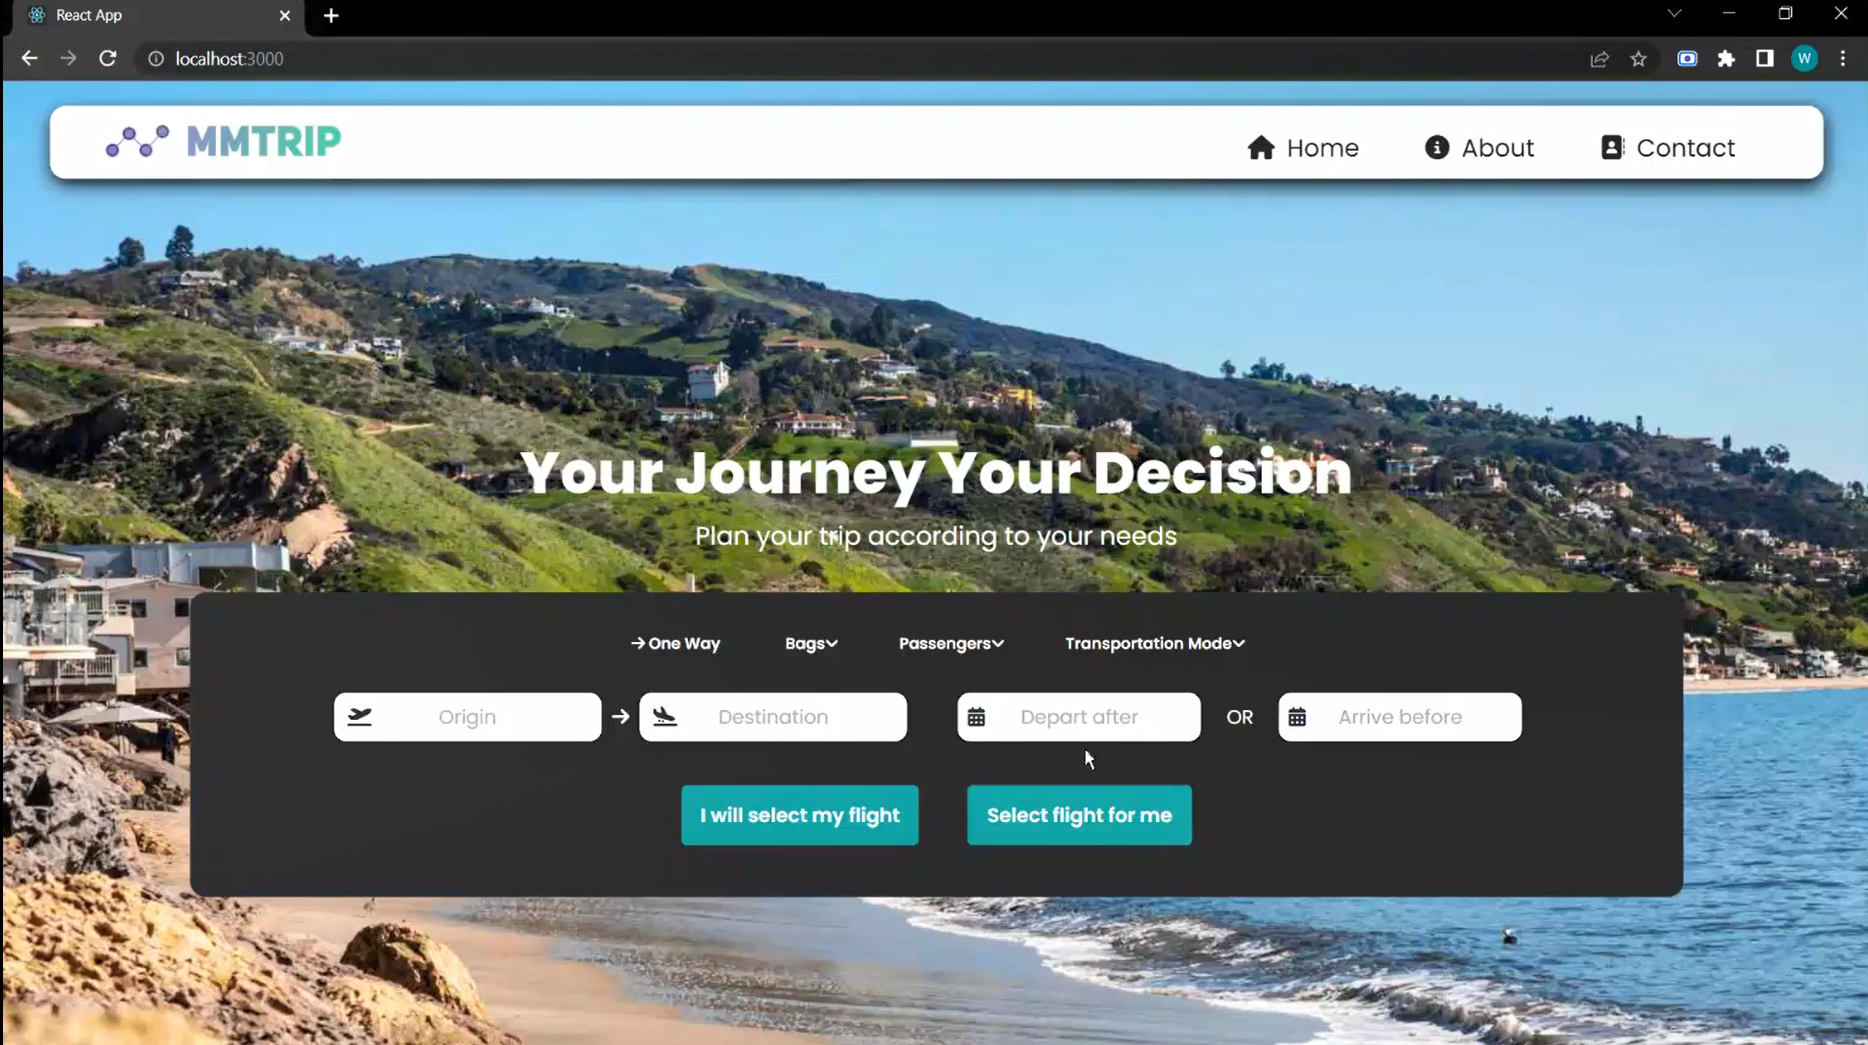 React App
localhost:3000
W
MMTRIP
Home About Contact
Your Journey Your Decision
Plan your trip according to your needs
→ One Way Bags Passengers Transportation Mode
Origin → Destination Depart after OR Arrive before
I will select my flight Select flight for me